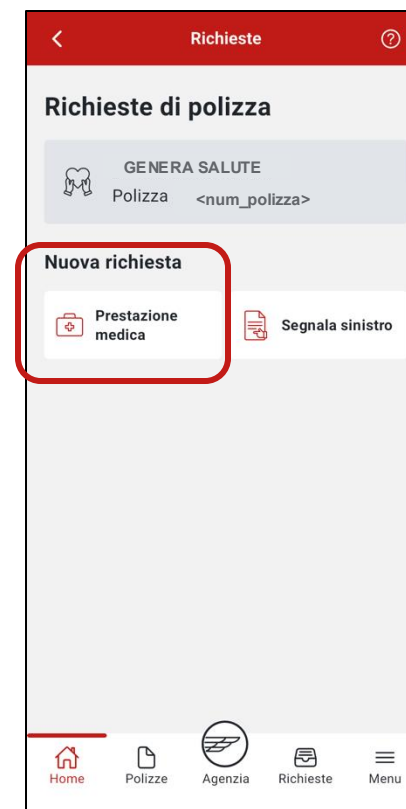 Richieste
Richieste di polizza
GENERA SALUTE
Polizza <num_polizza>
Nuova richiesta
Prestazione
medica
Segnala sinistro
Home Polizze Agenzia Richieste Menu